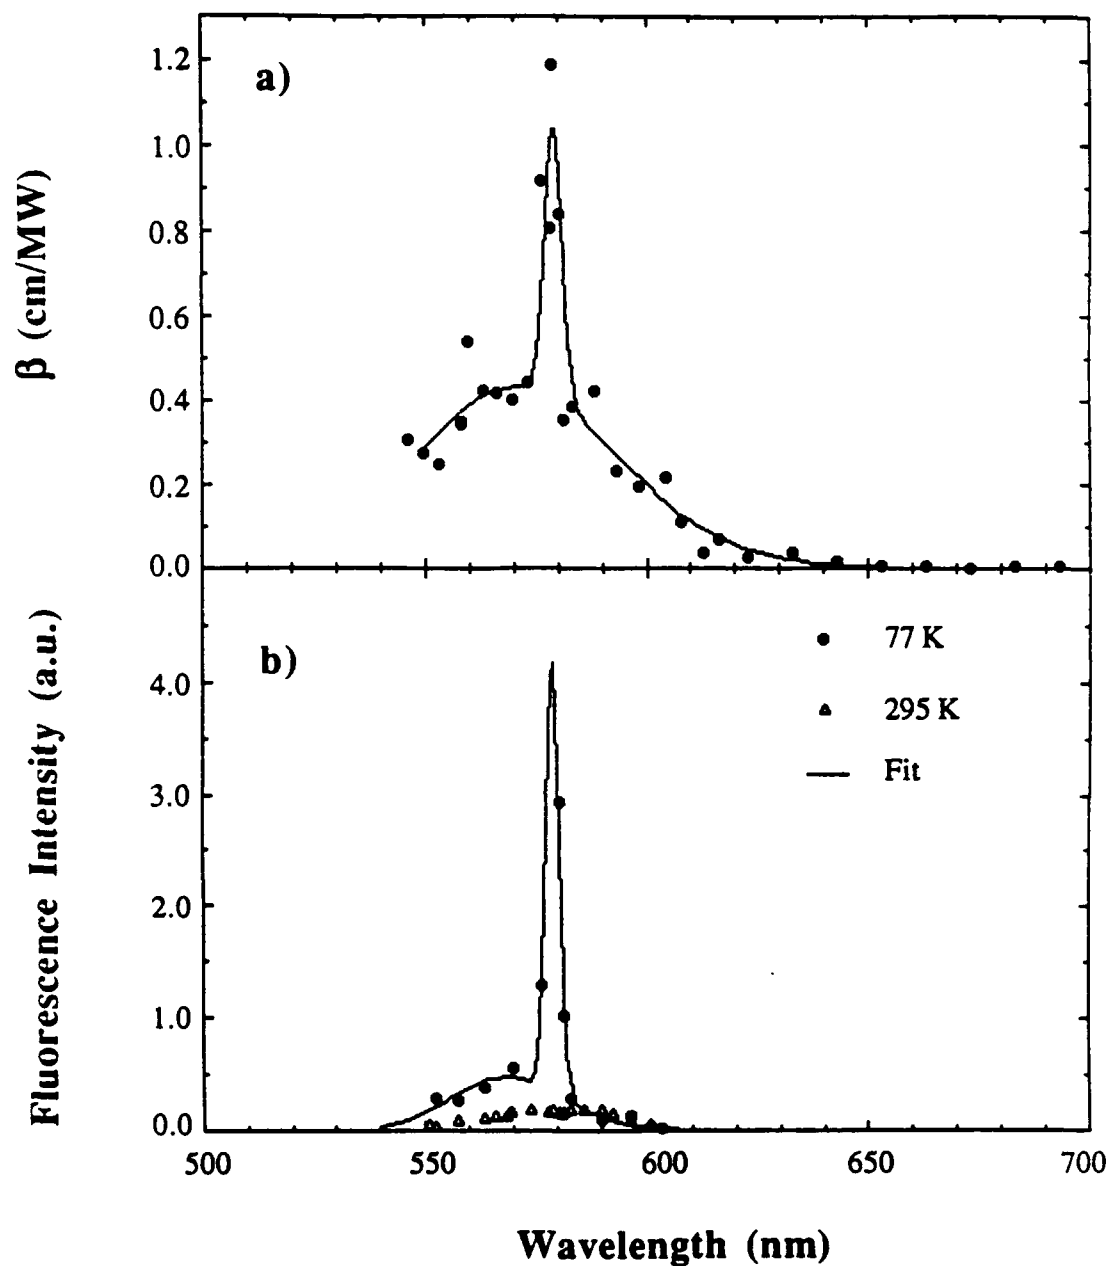 a)
1.2
1.0
0.8
0.6
0.4
0.2
0.0
β (cm/MW)
b)
77 K
295 K
Fit
4.0
3.0
2.0
1.0
0.0
Fluorescence Intensity (a.u.)
500 550 600 650 700
Wavelength (nm)